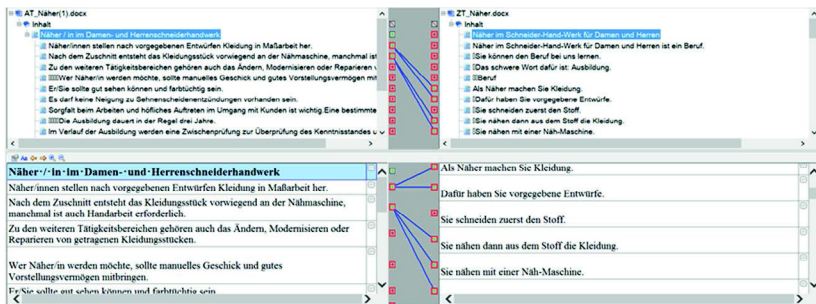 AT_Näher(1).docx
Inhalt
Näher / in im Damen- und Herrenschneiderhandwerk
Näher/innen stellen nach vorgegebenen Entwürfen Kleidung in Maßarbeit her.
Nach dem Zuschnitt entsteht das Kleidungsstück vorwiegend an der Nähmaschine, manchmal ist
Zu den weiteren Tätigkeitsbereichen gehören auch das Ändern, Modernisieren oder Reparieren
Wer Näher/in werden möchte, sollte manuelles Geschick und gutes Vorstellungsvermögen
Er/Sie sollte gut sehen können und farbtüchtig sein.
Es darf keine Neigung zu Sehnenscheidenentzündungen vorhanden sein.
Sorgfalt beim Arbeiten und höfliches Auftreten im Umgang mit Kunden ist wichtig.Eine bestimmte
Die Ausbildung dauert in der Regel drei Jahre.
Im Verlauf der Ausbildung werden eine Zwischenprüfung zur Überprüfung des Kenntnisstandes
ZT_Näher.docx
Inhalt
Näher im Schneider-Hand-Werk für Damen und Herren
Näher im Schneider-Hand-Werk für Damen und Herren ist ein Beruf.
Sie können den Beruf bei uns lernen.
Das schwere Wort dafür ist: Ausbildung.
Beruf
Als Näher machen Sie Kleidung.
Dafür haben Sie vorgegebene Entwürfe.
Sie schneiden zuerst den Stoff.
Sie nähen dann aus dem Stoff die Kleidung.
Sie nähen mit einer Näh-Maschine.
Näher·/·in·im·Damen-·und·Herrenschneiderhandwerk
Näher/innen stellen nach vorgegebenen Entwürfen Kleidung in Maßarbeit her.
Nach dem Zuschnitt entsteht das Kleidungsstück vorwiegend an der Nähmaschine,
manchmal ist auch Handarbeit erforderlich.
Zu den weiteren Tätigkeitsbereichen gehören auch das Ändern, Modernisieren oder
Reparieren von getragenen Kleidungsstücken.
Wer Näher/in werden möchte, sollte manuelles Geschick und gutes
Vorstellungsvermögen mitbringen.
Er/Sie sollte gut sehen können und farbtüchtig sein.
Als Näher machen Sie Kleidung.
Dafür haben Sie vorgegebene Entwürfe.
Sie schneiden zuerst den Stoff.
Sie nähen dann aus dem Stoff die Kleidung.
Sie nähen mit einer Näh-Maschine.